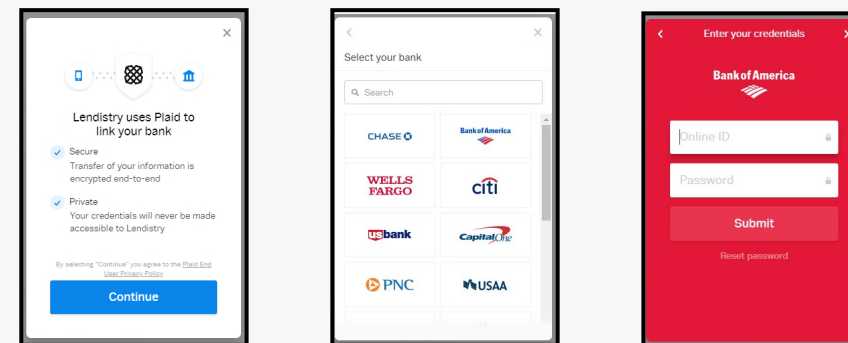 Lendistry uses Plaid to
link your bank
Secure
Transfer of your information is
encrypted end-to-end
Private
Your credentials will never be made
accessible to Lendistry
By selecting "Continue" you agree to the Plaid End
User Privacy Policy
Continue
Select your bank
Search
CHASE
Bank of America
WELLS
FARGO
citi
usbank
Capital One
PNC
USAA
Enter your credentials
Bank of America
Online ID
Password
Submit
Reset password